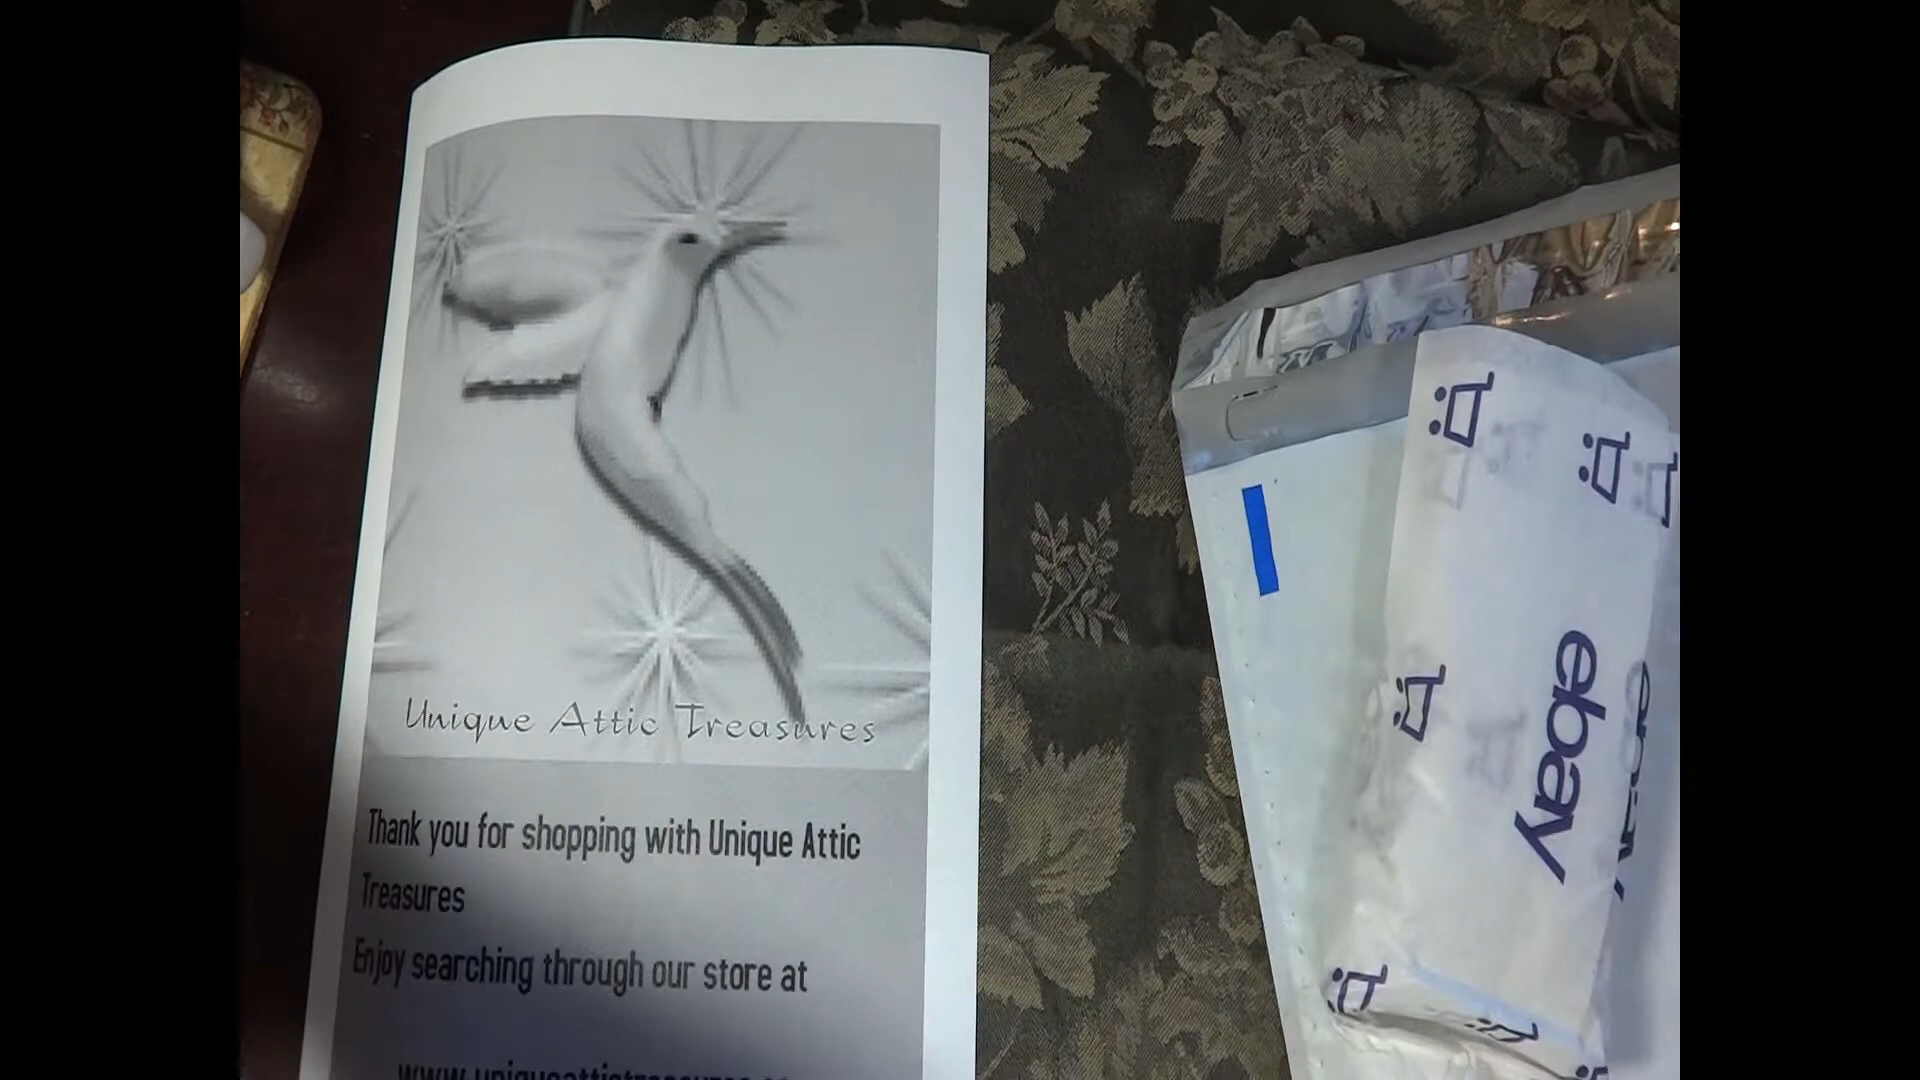 Unique Attic Treasures
Thank you for shopping with Unique Attic
Treasures
Enjoy searching through our store at
ebay